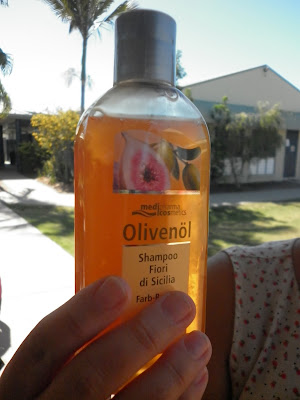 medipharma
cosmetics
Olivenöl
Shampoo
Fiori
di Sicilia